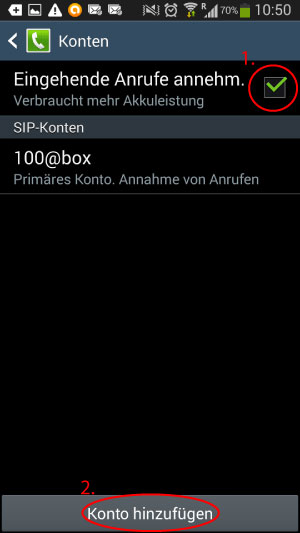 R 70% 10:50
Konten
1.
Eingehende Anrufe annehm.
Verbraucht mehr Akkuleistung
SIP-Konten
100@box
Primäres Konto. Annahme von Anrufen
2.
Konto hinzufügen